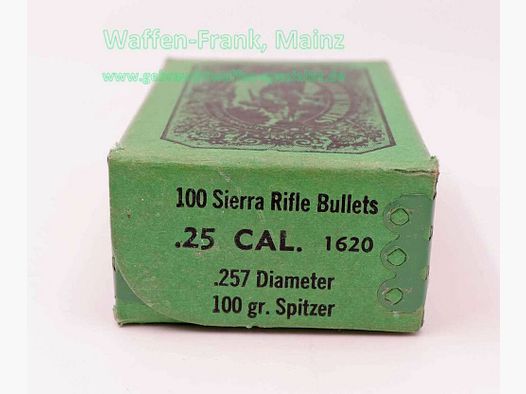 Waffen-Frank, Mainz
100 Sierra Rifle Bullets
.25 CAL. 1620
.257 Diameter
100 gr. Spitzer